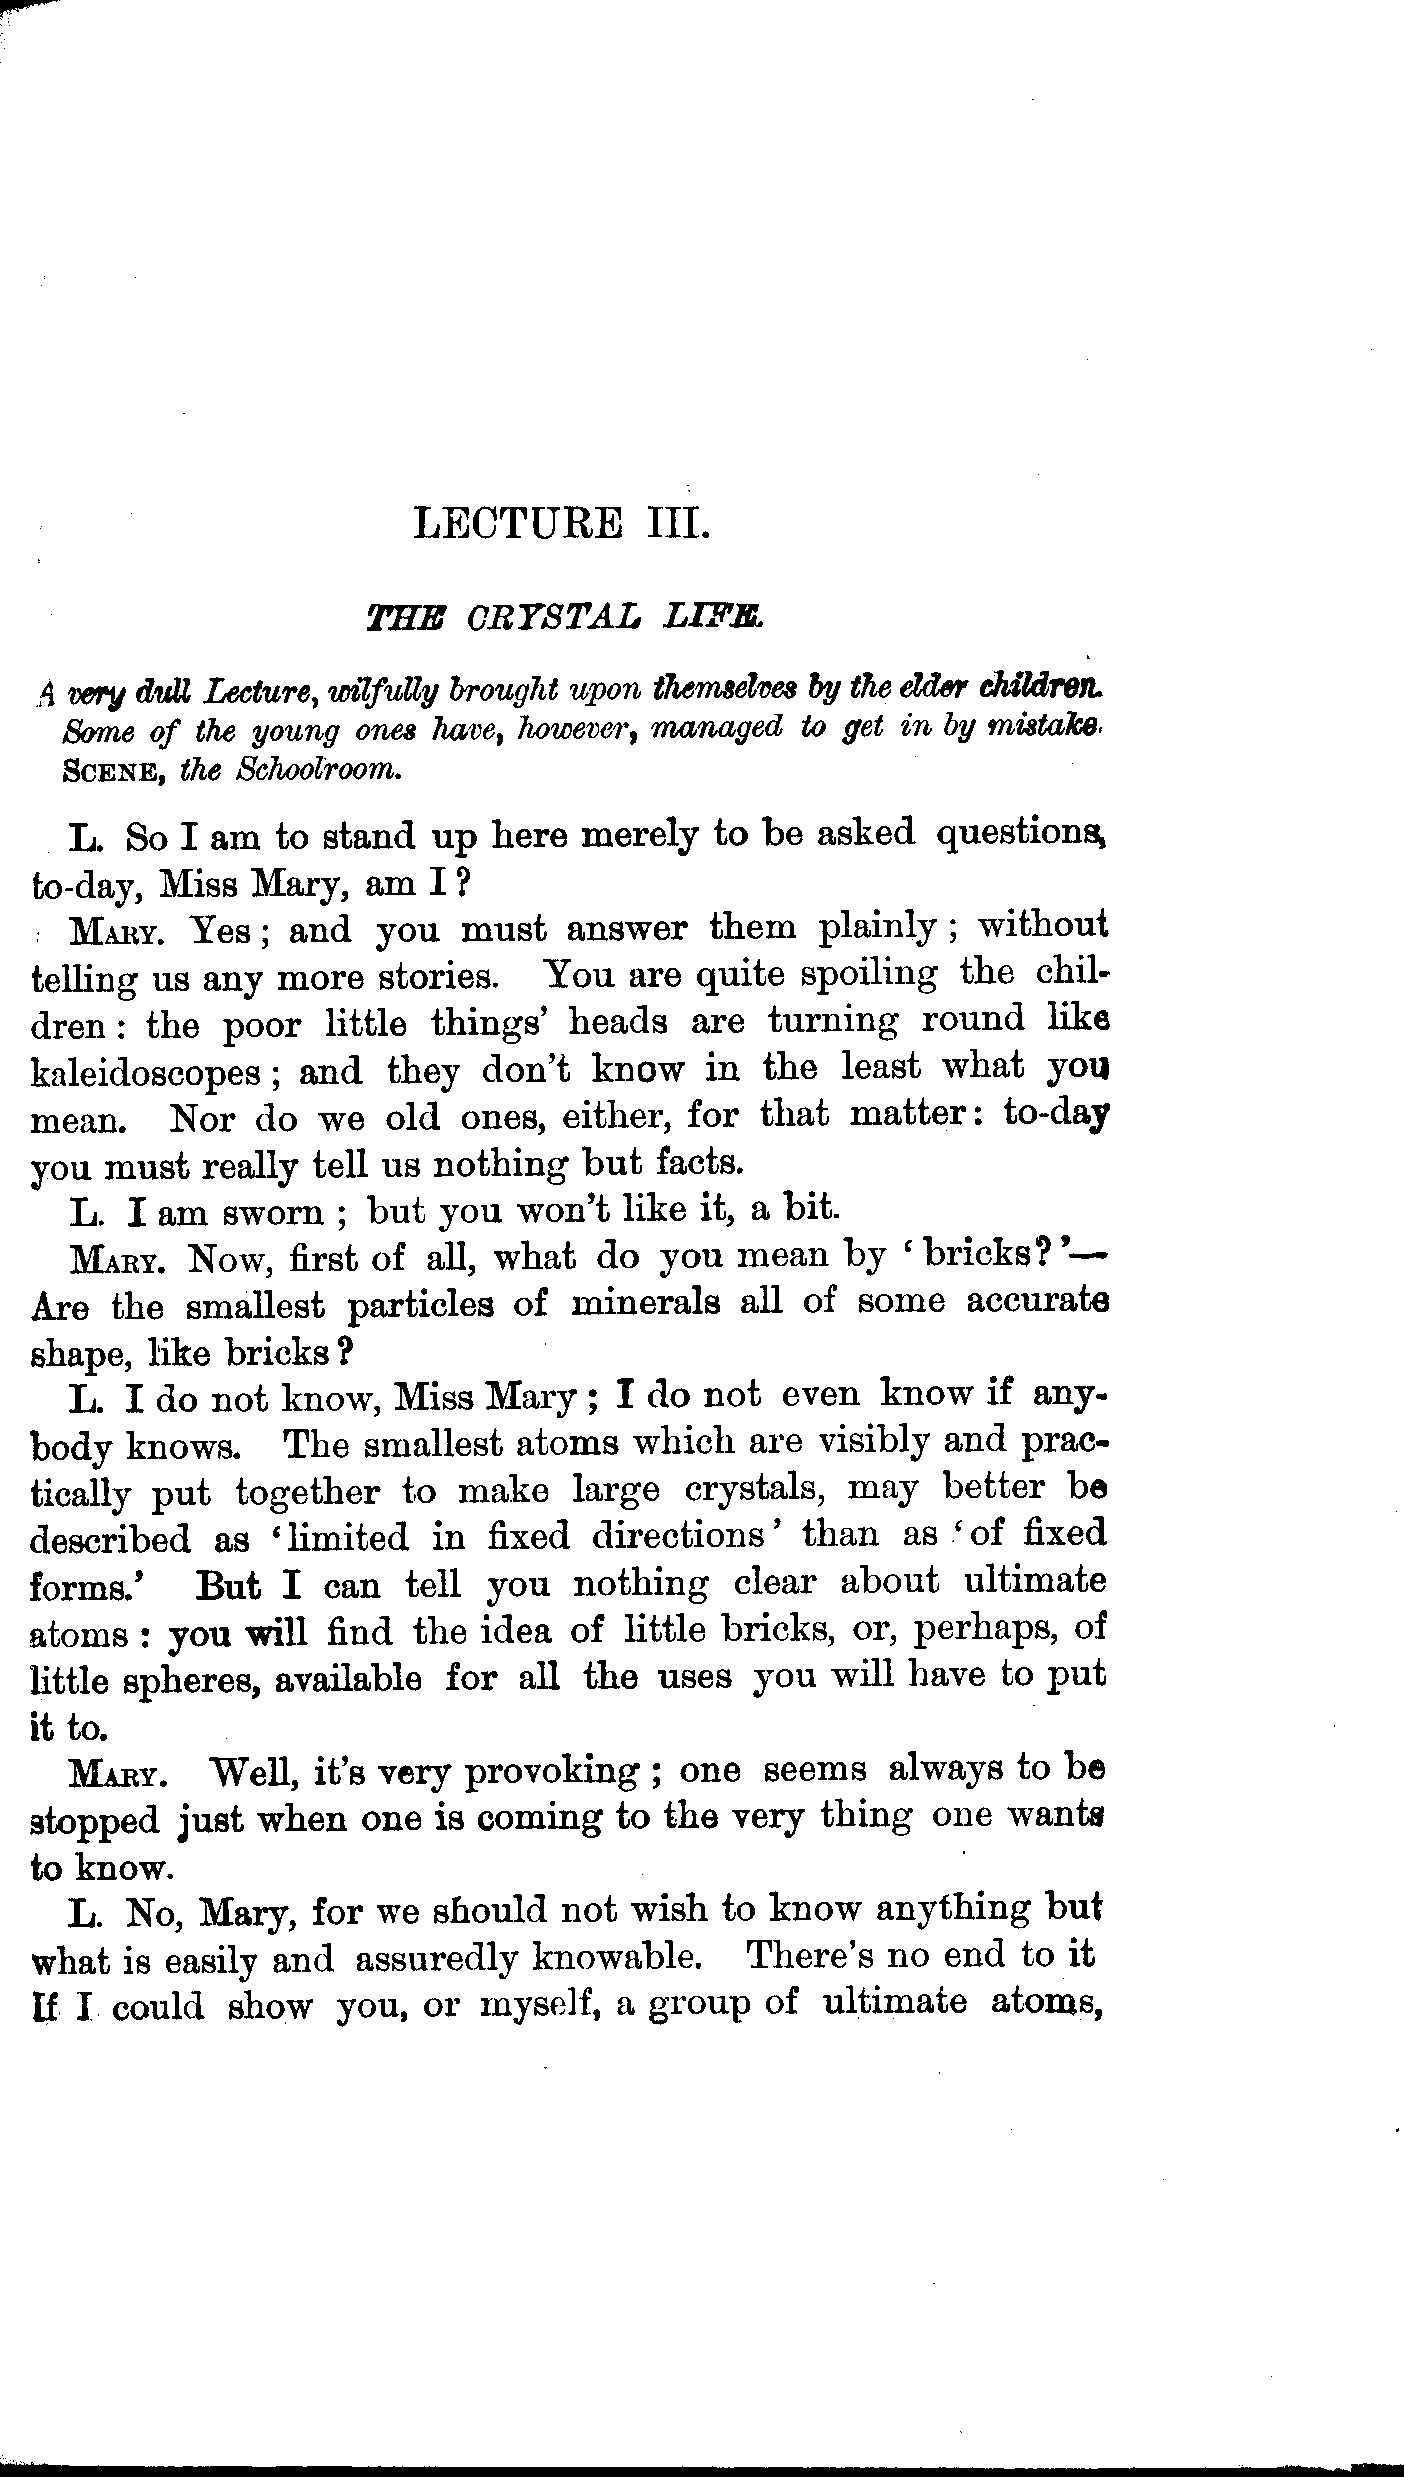 LECTURE III.
THE CRYSTAL LIFE.
A very dull Lecture, wilfully brought upon themselves by the elder children.
Some of the young ones have, however, managed to get in by mistake.
SCENE, the Schoolroom.
L. So I am to stand up here merely to be asked questions,
to-day, Miss Mary, am I?
MARY. Yes; and you must answer them plainly; without
telling us any more stories. You are quite spoiling the chil-
dren: the poor little things' heads are turning round like
kaleidoscopes; and they don't know in the least what you
mean. Nor do we old ones, either, for that matter: to-day
you must really tell us nothing but facts.
L. I am sworn; but you won't like it, a bit.
MARY. Now, first of all, what do you mean by 'bricks?'—
Are the smallest particles of minerals all of some accurate
shape, like bricks?
L. I do not know, Miss Mary; I do not even know if any-
body knows. The smallest atoms which are visibly and prac-
tically put together to make large crystals, may better be
described as 'limited in fixed directions' than as 'of fixed
forms.' But I can tell you nothing clear about ultimate
atoms: you will find the idea of little bricks, or, perhaps, of
little spheres, available for all the uses you will have to put
it to.
MARY. Well, it's very provoking; one seems always to be
stopped just when one is coming to the very thing one wants
to know.
L. No, Mary, for we should not wish to know anything but
what is easily and assuredly knowable. There's no end to it
If I could show you, or myself, a group of ultimate atoms,